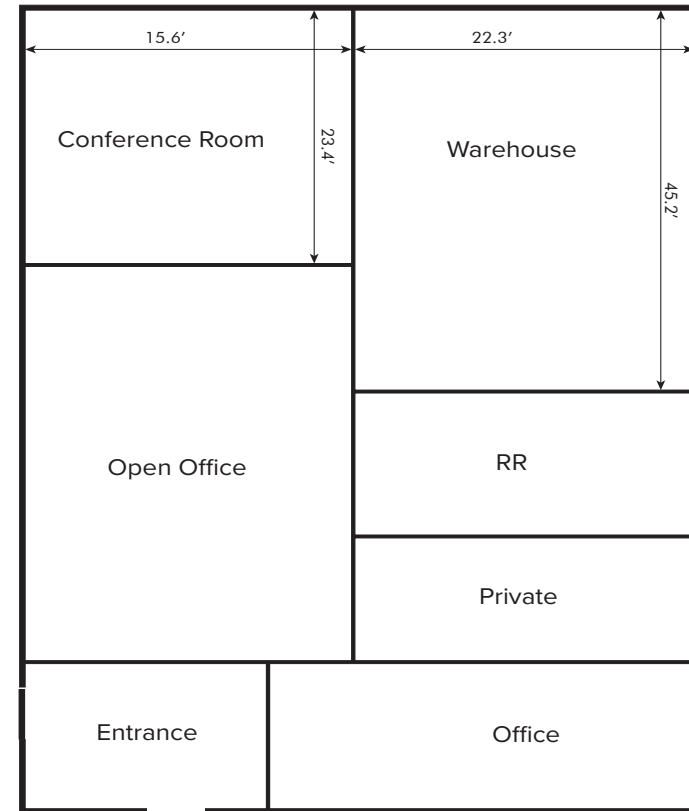 15.6’
22.3’
Conference Room
23.4’
Warehouse
45.2’
Open Office
RR
Private
Entrance
Office